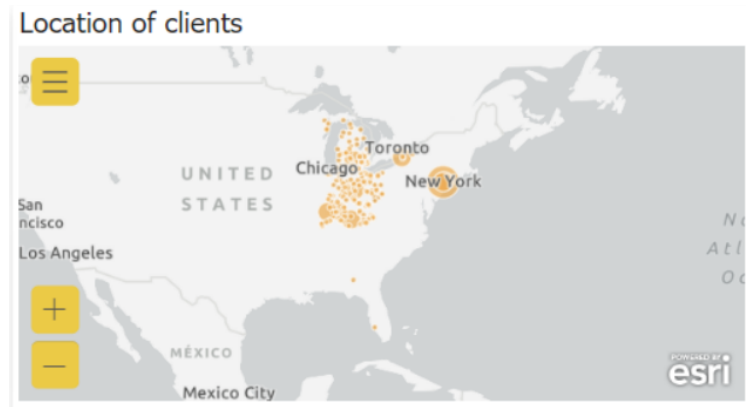 Location of clients
Toronto
Chicago
UNITED
New York
STATES
San
ncisco
Los Angeles
N
Atl
O
MÉXICO
POWERED BY
esri
Mexico City